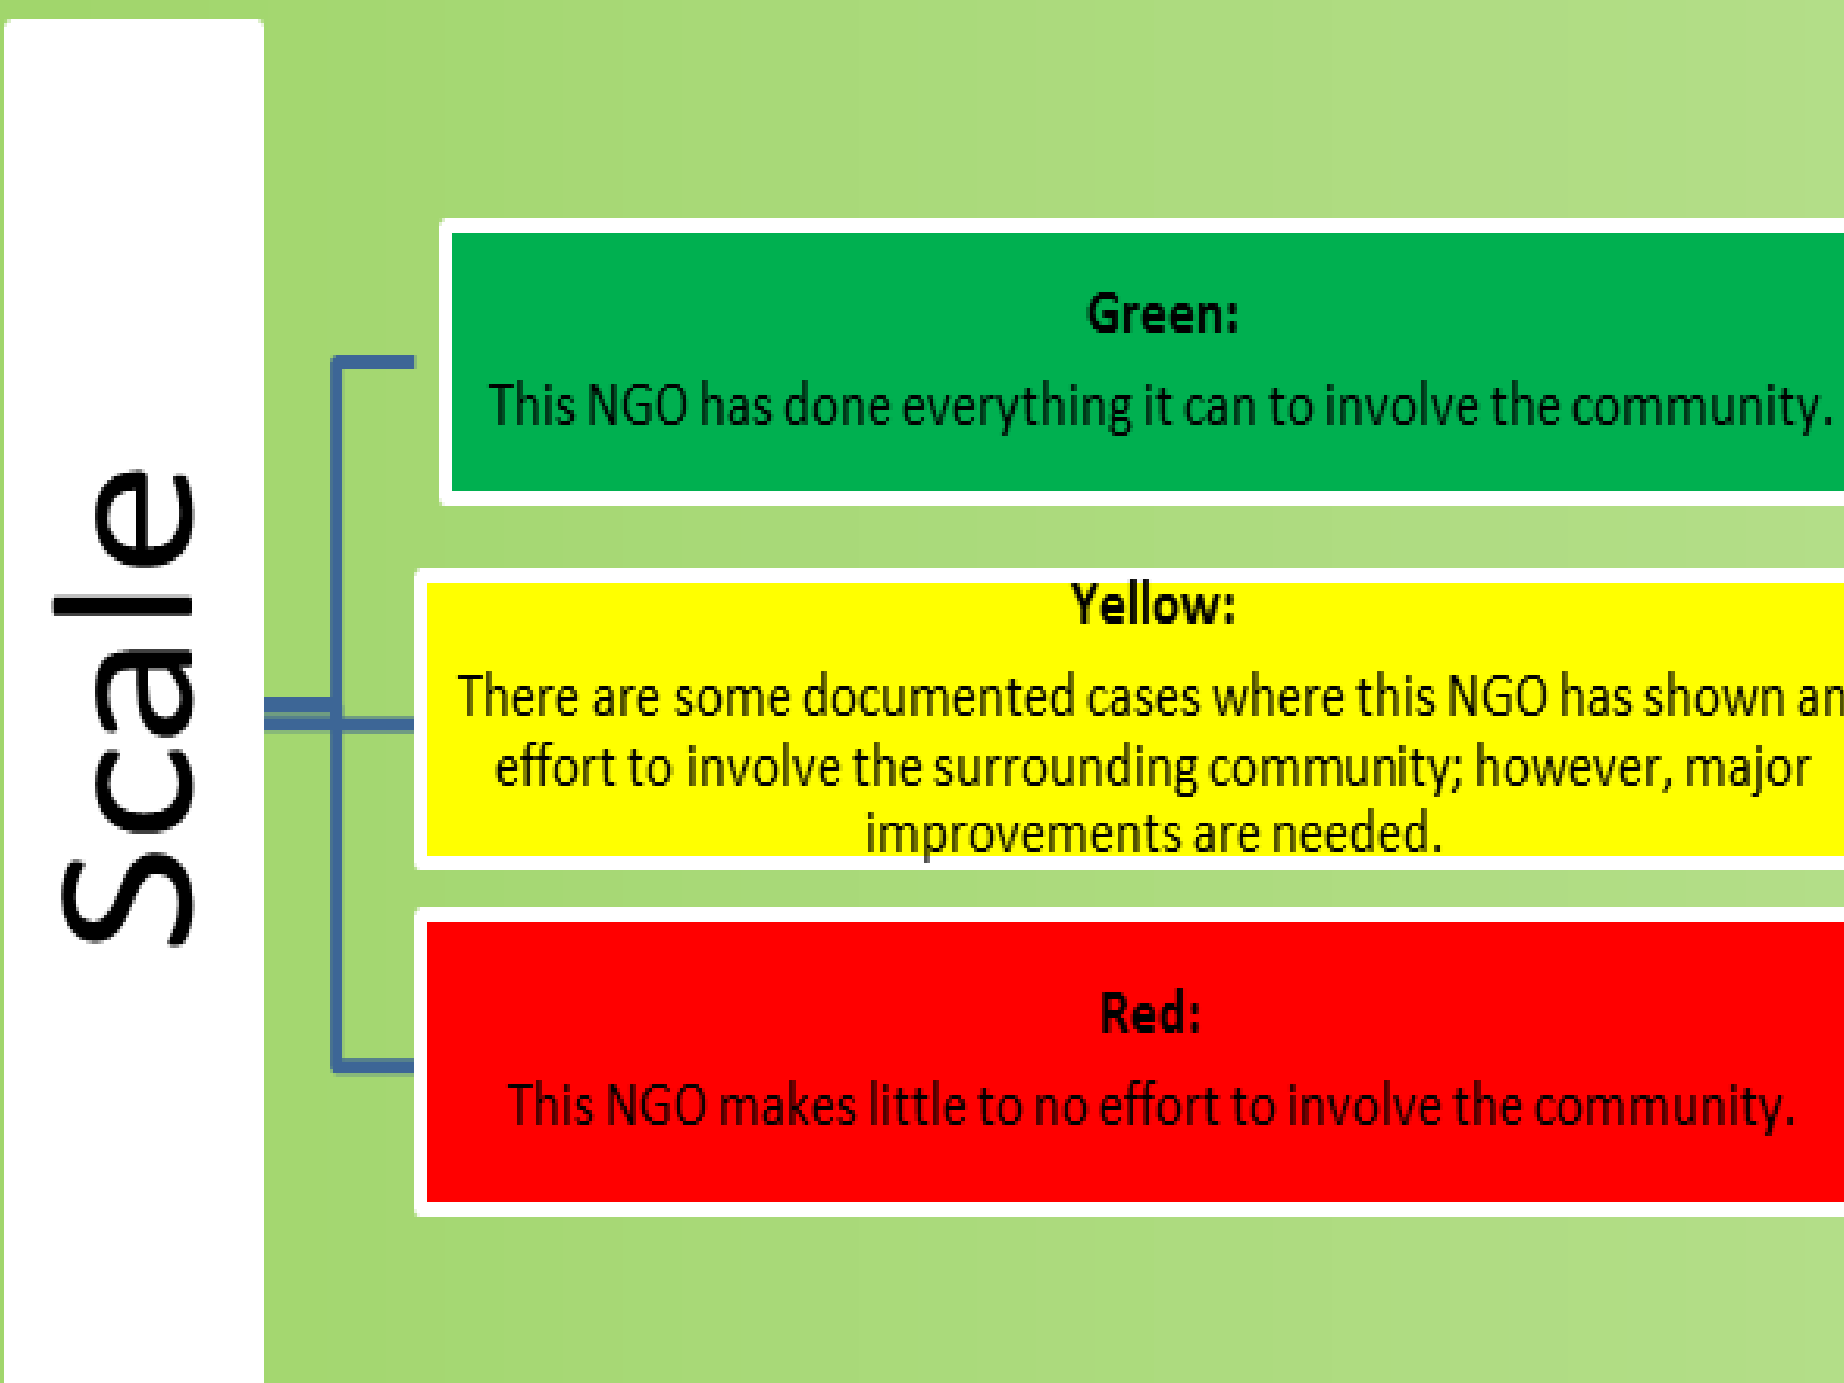 Scale
Green:
This NGO has done everything it can to involve the community.
Yellow:
There are some documented cases where this NGO has shown an
effort to involve the surrounding community; however, major
improvements are needed.
Red:
This NGO makes little to no effort to involve the community.